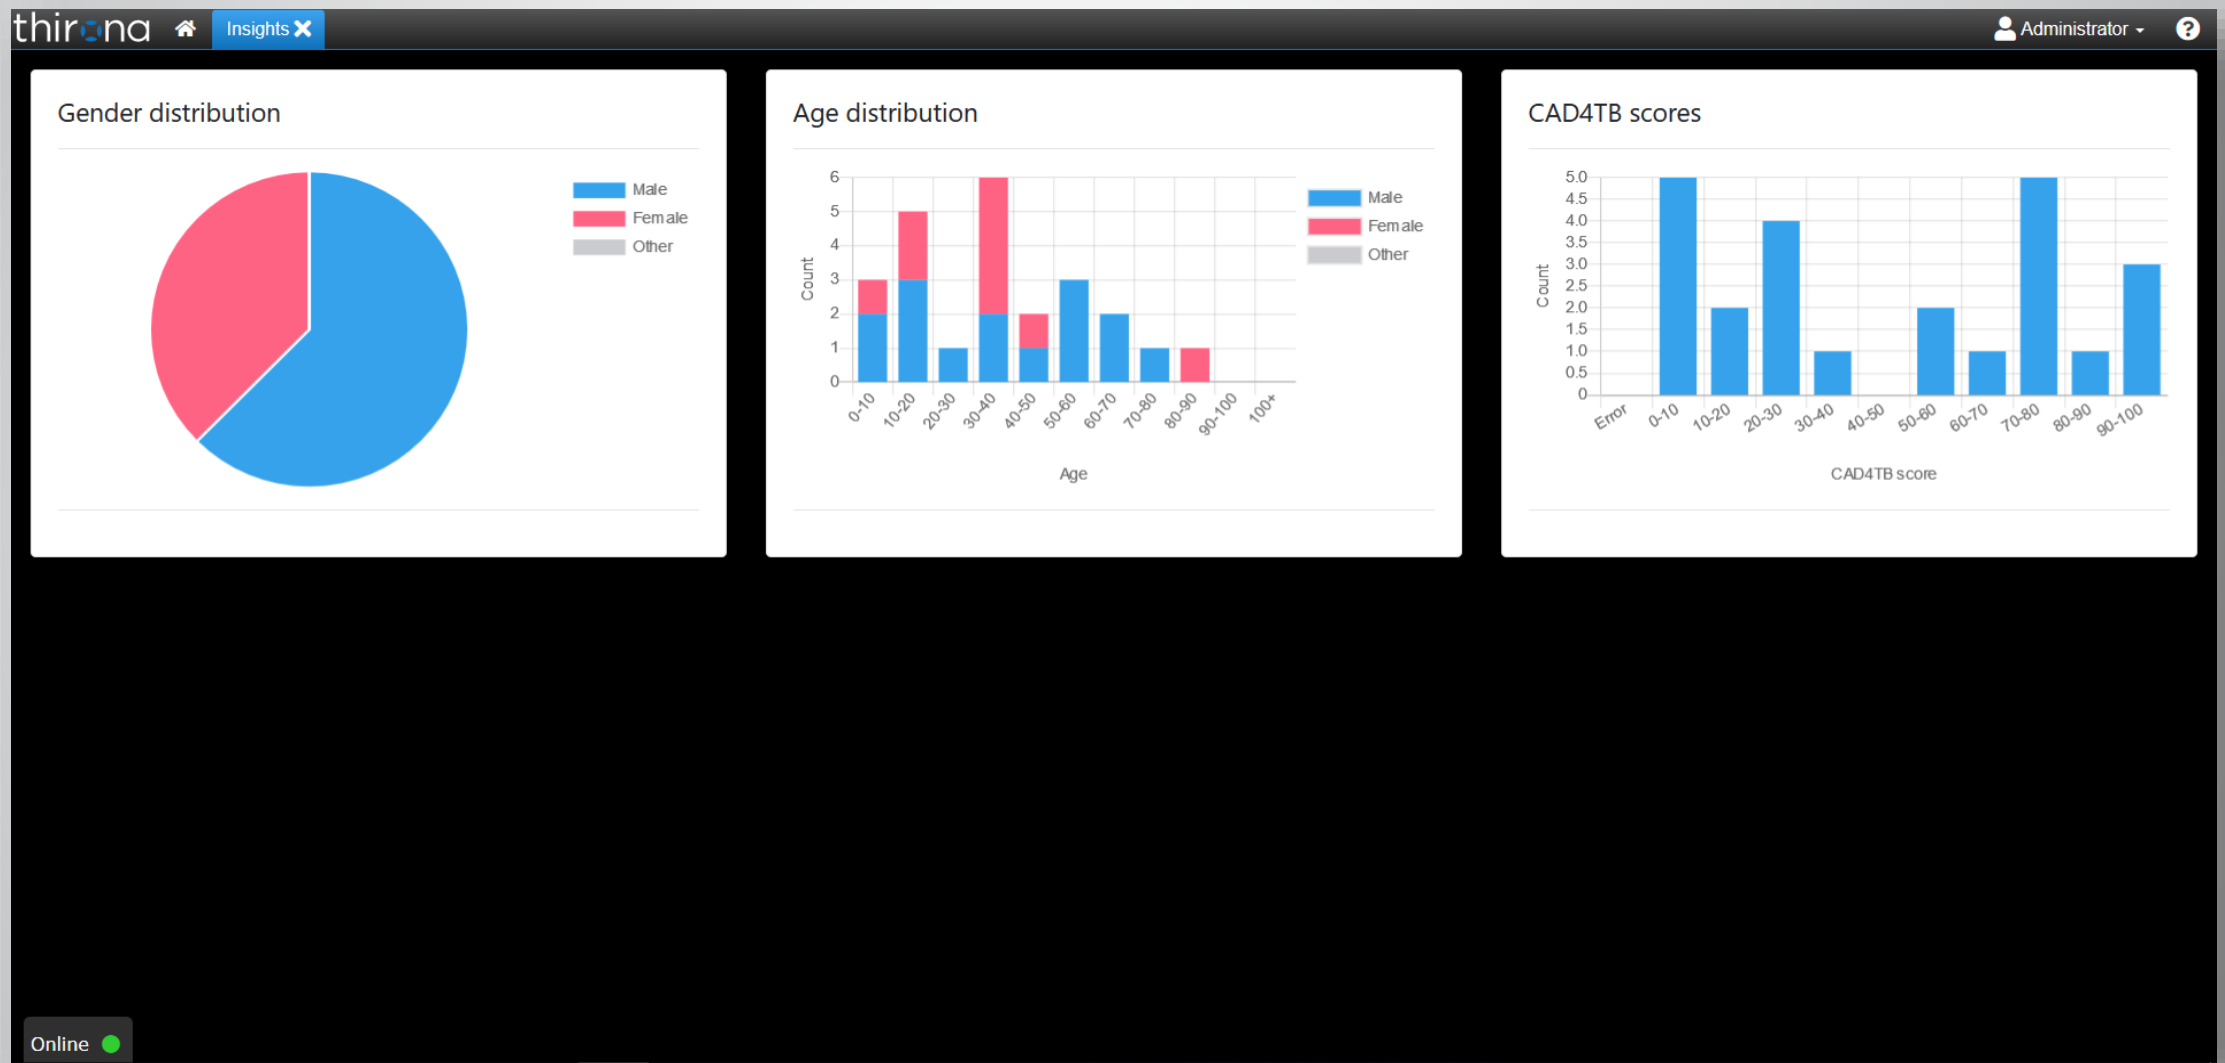 thirona Insights Administrator
Gender distribution
Male
Female
Other
Age distribution
6
5
4
3
2
1
0
Count
0-10 10-20 20-30 30-40 40-50 50-60 60-70 70-80 80-90 90-100 100+
Age
Male
Female
Other
CAD4TB scores
5.0
4.5
4.0
3.5
3.0
2.5
2.0
1.5
1.0
0.5
0
Count
Error 0-10 10-20 20-30 30-40 40-50 50-60 60-70 70-80 80-90 90-100
CAD4TB score
Online